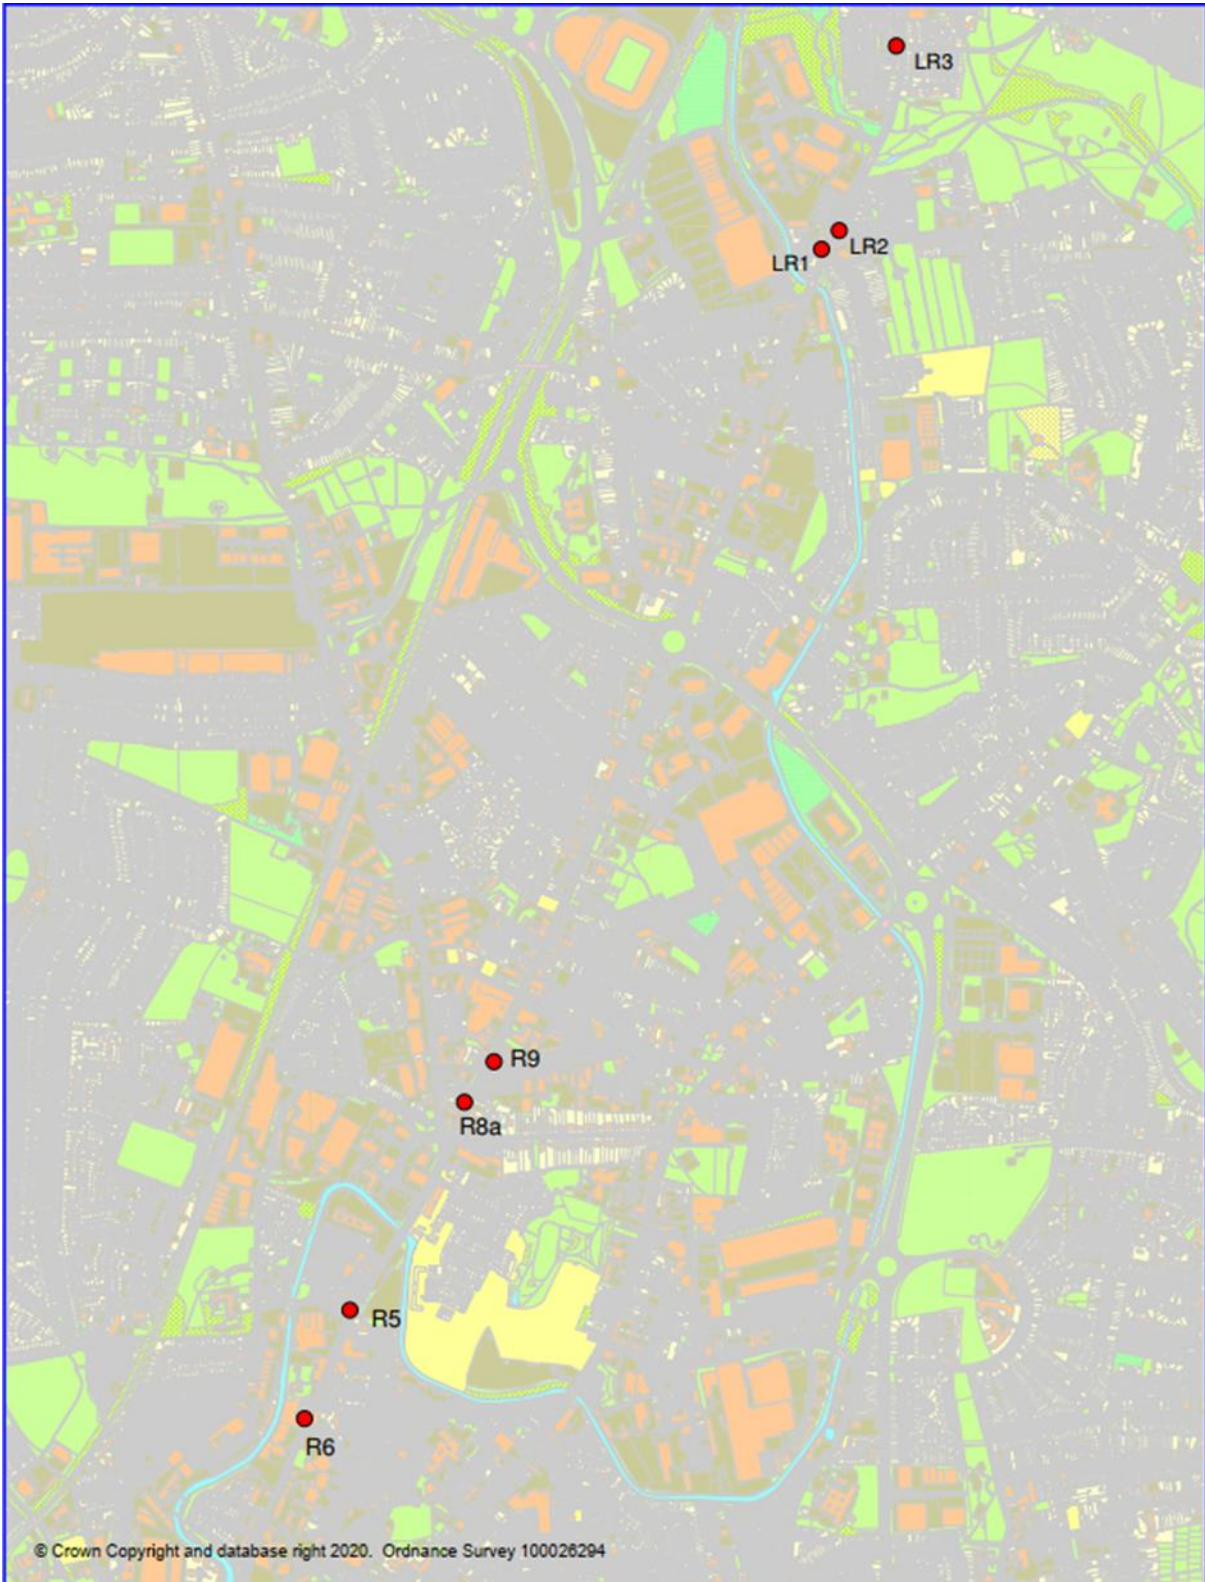 LR3
LR2
LR1
R9
R8a
R5
R6
© Crown Copyright and database right 2020. Ordnance Survey 100026294